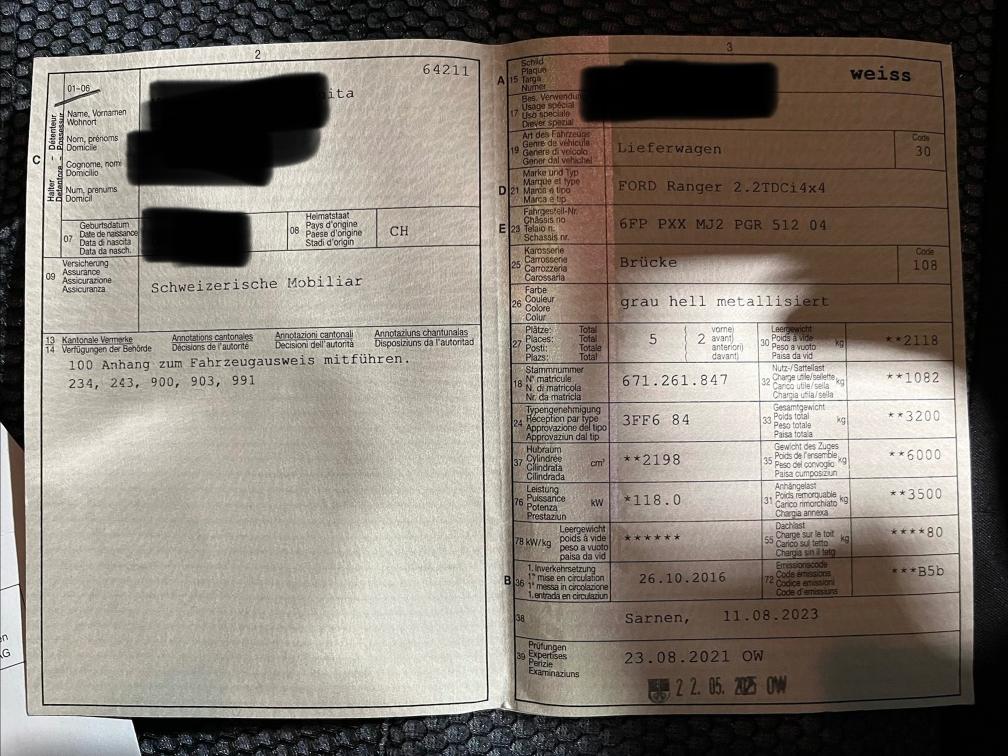 2
64211
01-06
ita
C
Halter - Détenteur
Detentore - Possessur
Name, Vornamen
Wohnort
Nom, prénoms
Domicile
Cognome, nomi
Domicilio
Num, prenums
Domicil
07
Geburtsdatum
Date de naissance
Data di nascita
Data da nasch.
08
Heimatstaat
Pays d'origine
Paese d'origine
Stadi d'origin
CH
09
Versicherung
Assurance
Assicurazione
Assicuranza
Schweizerische Mobiliar
13 Kantonale Vermerke
14 Verfügungen der Behörde
Annotations cantonales
Décisions de l'autorité
Annotazioni cantonali
Decisioni dell'autorità
Annotaziuns chantunalas
Disposiziuns da l'autoritad
100 Anhang zum Fahrzeugausweis mitführen.
234, 243, 900, 903, 991
3
A 15
Schild
Plaque
Targa
Numer
weiss
17
Bes. Verwendung
Usage spécial
Uso speciale
Diever spezial
19
Art des Fahrzeugs
Genre de véhicule
Genere di veicolo
Gener dal vehichel
Lieferwagen
Code
30
D 21
Marke und Typ
Marque et type
Marca e tipo
Marca e tip
FORD Ranger 2.2TDCi4x4
E 23
Fahrgestell-Nr.
Châssis no
Telaio n.
Schassis nr.
6FP PXX MJ2 PGR 512 04
25
Karosserie
Carrosserie
Carrozzeria
Carossaria
Brücke
Code
108
26
Farbe
Couleur
Colore
Colur
grau hell metallisiert
27
Plätze: Total
Places: Total
Posti: Totale
Plazs: Total
5
2
vorne)
avant)
anteriori)
davant)
30
Leergewicht
Poids à vide
Peso a vuoto
Paisa da vid
kg
**2118
18
Stammnummer
N° matricule
N. di matricola
Nr. da matricla
671.261.847
32
Nutz-/Sattellast
Charge utile/sellette
Carico utile/sella
Chargia utila/sella
kg
**1082
24
Typengenehmigung
Réception par type
Approvazione del tipo
Approvaziun dal tip
3FF6 84
33
Gesamtgewicht
Poids total
Peso totale
Paisa totala
kg
**3200
37
Hubraum
Cylindrée
Cilindrata
Cilindrada
cm³
**2198
35
Gewicht des Zuges
Poids de l'ensemble
Peso del convoglio
Paisa cumposiziun
kg
**6000
76
Leistung
Puissance
Potenza
Prestaziun
kW
*118.0
31
Anhängelast
Poids remorquable
Carico rimorchiato
Chargia annexa
kg
**3500
78 kW/kg
Leergewicht
poids à vide
peso a vuoto
paisa da vid
******
55
Dachlast
Charge sur le toit
Carico sul tetto
Chargia sin il tetg
kg
****80
B 36
1. Inverkehrsetzung
1re mise en circulation
1a messa in circolazione
1. entrada en circulaziun
26.10.2016
72
Emissionscode
Code émissions
Codice emissioni
Code d'emissiuns
***B5b
38
Sarnen, 11.08.2023
39
Prüfungen
Expertises
Perizie
Examinaziuns
23.08.2021 OW
22. 05. 2025 OW
en
AG